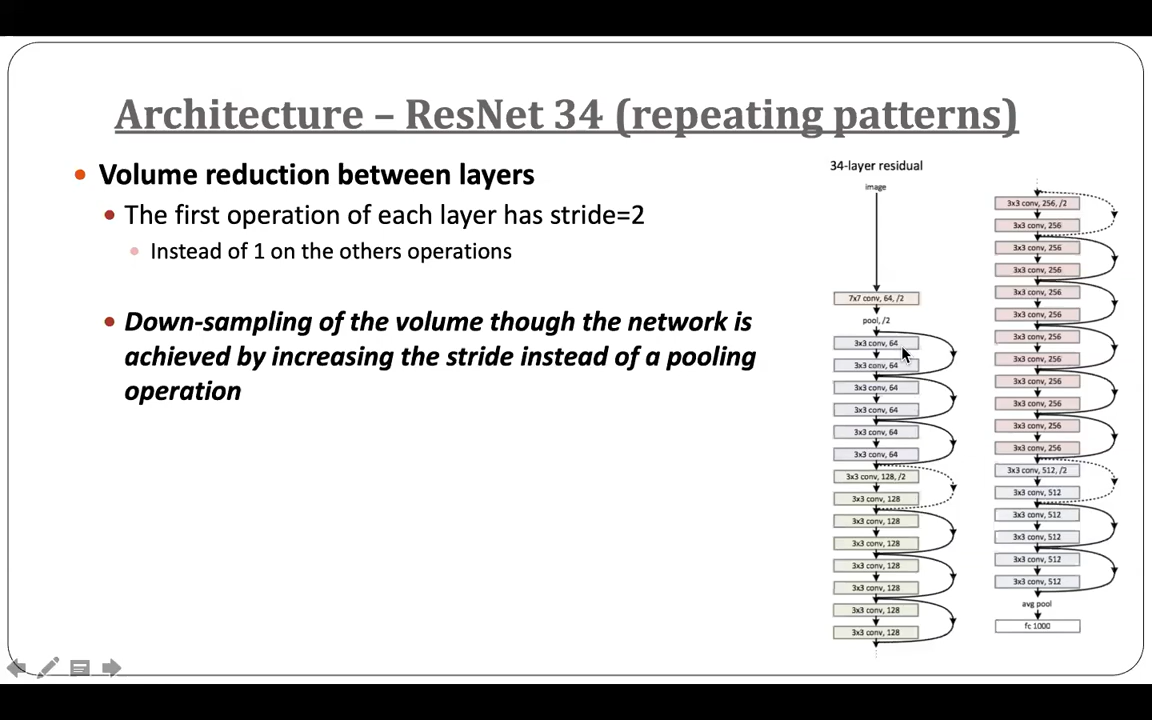 Architecture – ResNet 34 (repeating patterns)
Volume reduction between layers
The first operation of each layer has stride=2
Instead of 1 on the others operations
Down-sampling of the volume though the network is
achieved by increasing the stride instead of a pooling
operation
34-layer residual
image
7x7 conv, 64, /2
pool, /2
3x3 conv, 64
3x3 conv, 64
3x3 conv, 64
3x3 conv, 64
3x3 conv, 64
3x3 conv, 64
3x3 conv, 128, /2
3x3 conv, 128
3x3 conv, 128
3x3 conv, 128
3x3 conv, 128
3x3 conv, 128
3x3 conv, 128
3x3 conv, 128
3x3 conv, 256, /2
3x3 conv, 256
3x3 conv, 256
3x3 conv, 256
3x3 conv, 256
3x3 conv, 256
3x3 conv, 256
3x3 conv, 256
3x3 conv, 256
3x3 conv, 256
3x3 conv, 256
3x3 conv, 256
3x3 conv, 512, /2
3x3 conv, 512
3x3 conv, 512
3x3 conv, 512
3x3 conv, 512
3x3 conv, 512
avg pool
fc 1000